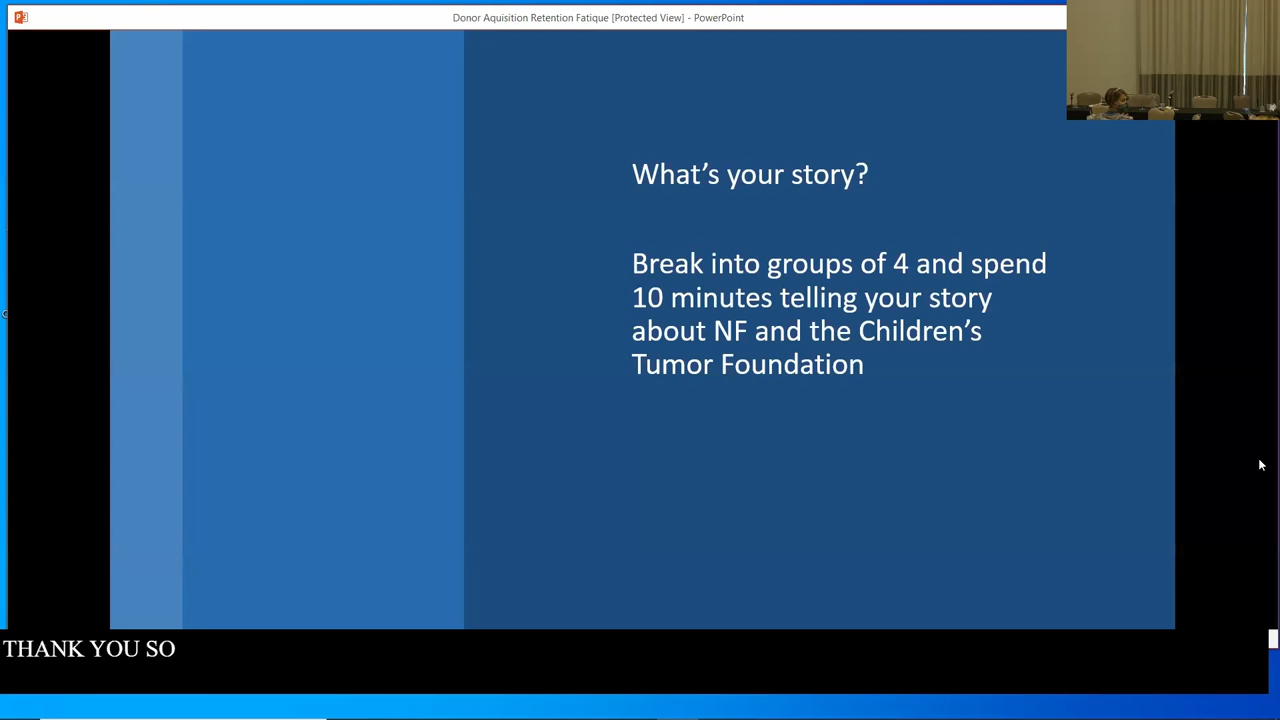 Donor Aquisition Retention Fatique [Protected View] - PowerPoint
What's your story?
Break into groups of 4 and spend
10 minutes telling your story
about NF and the Children's
Tumor Foundation
THANK YOU SO